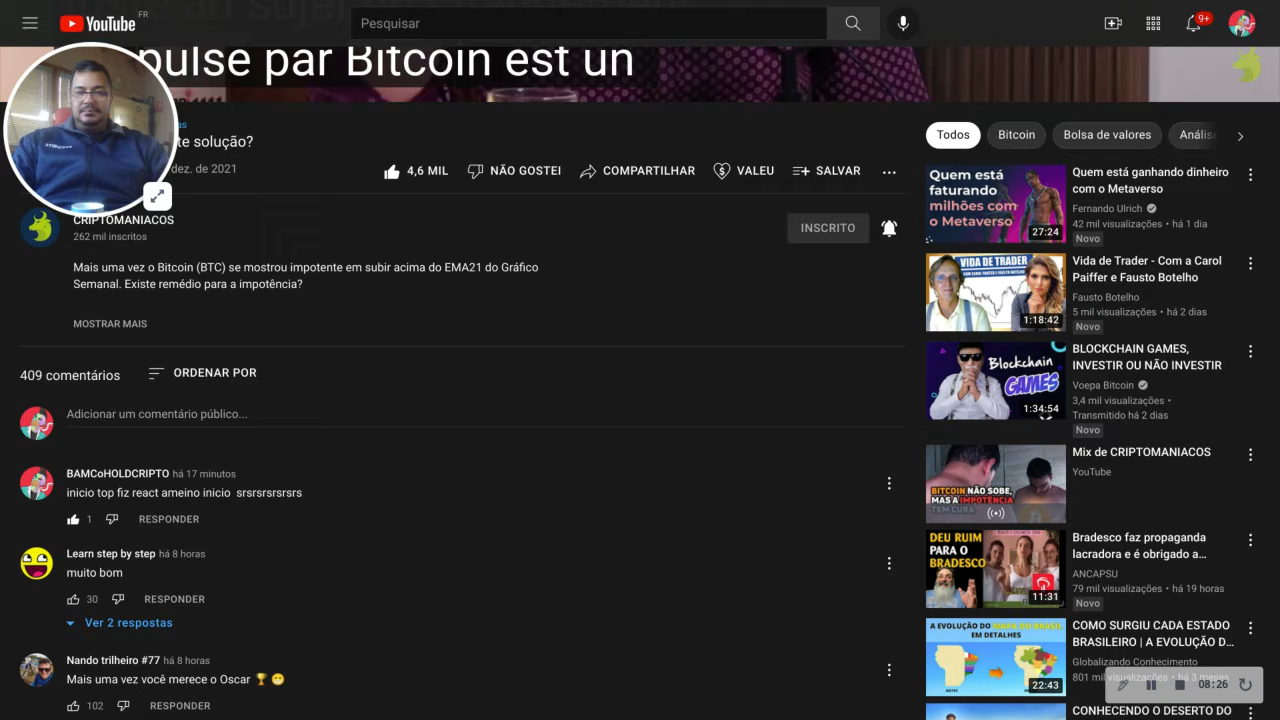 YouTube
FR
Pesquisar
9+
pulse par Bitcoin est un
as
te solução?
dez. de 2021
4,6 MIL
NÃO GOSTEI
COMPARTILHAR
VALEU
SALVAR
CRIPTOMANIACOS
262 mil inscritos
INSCRITO
Mais uma vez o Bitcoin (BTC) se mostrou impotente em subir acima do EMA21 do Gráfico
Semanal. Existe remédio para a impotência?
MOSTRAR MAIS
409 comentários
ORDENAR POR
Adicionar um comentário público...
BAMCoHOLDCRIPTO há 17 minutos
inicio top fiz react ameino inicio srsrsrsrsrsrs
1
RESPONDER
Learn step by step há 8 horas
muito bom
30
RESPONDER
Ver 2 respostas
Nando trilheiro #77 há 8 horas
Mais uma vez você merece o Oscar 🏆 😁
102
RESPONDER
Todos
Bitcoin
Bolsa de valores
Análise
Quem está
faturando
milhões com
o Metaverso
27:24
Quem está ganhando dinheiro
com o Metaverso
Fernando Ulrich
42 mil visualizações • há 1 dia
Novo
VIDA DE TRADER
1:18:42
Vida de Trader - Com a Carol
Paiffer e Fausto Botelho
Fausto Botelho
5 mil visualizações • há 2 dias
Novo
Blockchain
GAMES
1:34:54
BLOCKCHAIN GAMES,
INVESTIR OU NÃO INVESTIR
Voepa Bitcoin
3,4 mil visualizações •
Transmitido há 2 dias
Novo
BITCOIN NÃO SOBE,
MAS A IMPOTÊNCIA
TEM CURA
Mix de CRIPTOMANIACOS
YouTube
DEU RUIM
PARA O
BRADESCO
11:31
Bradesco faz propaganda
lacradora e é obrigado a...
ANCAPSU
79 mil visualizações • há 19 horas
Novo
A EVOLUÇÃO DO MAPA DO BRASIL
EM DETALHES
ANTES
22:43
COMO SURGIU CADA ESTADO
BRASILEIRO | A EVOLUÇÃO D...
Globalizando Conhecimento
801 mil visualizações • há 3 meses
08:26
CONHECENDO O DESERTO DO